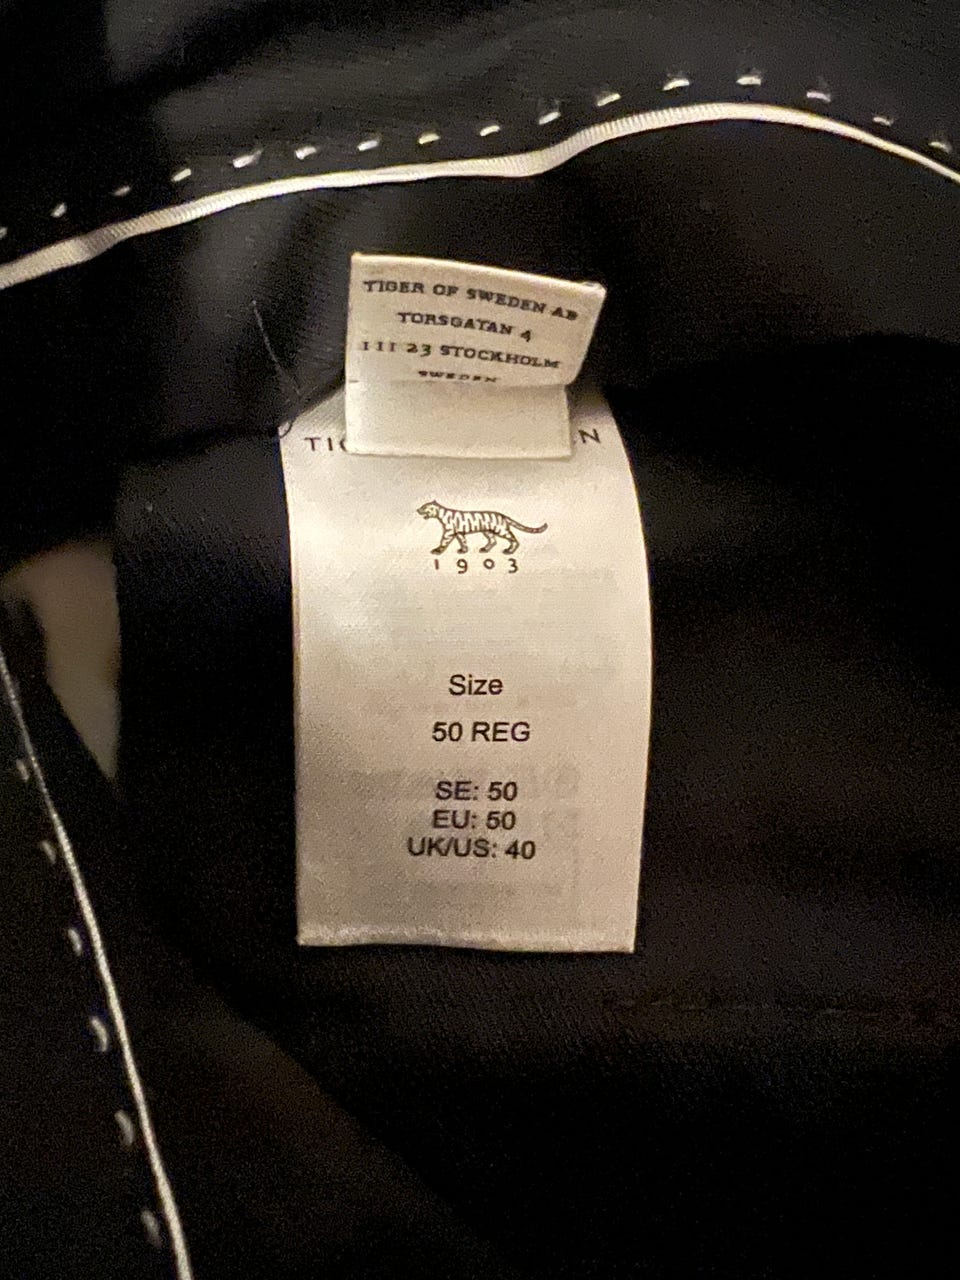 TIGER OF SWEDEN AB
TORSGATAN 4
111 23 STOCKHOLM
SWEDEN
1903
Size
50 REG
SE: 50
EU: 50
UK/US: 40